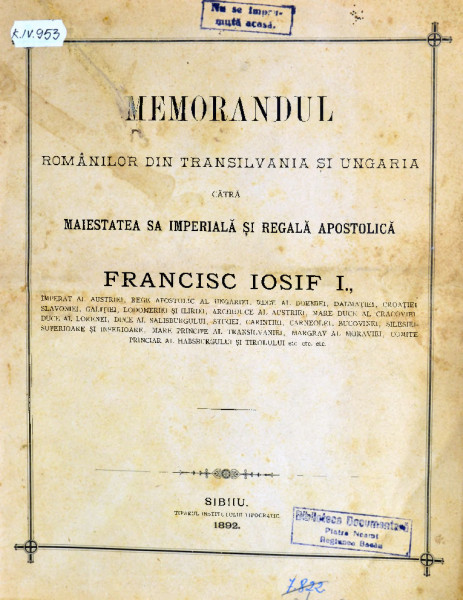 Nu se împru-
mută acasă.
K.IV.953
MEMORANDUL
ROMÂNILOR DIN TRANSILVANIA ȘI UNGARIA
CĂTRĂ
MAIESTATEA SA IMPERIALĂ ȘI REGALĂ APOSTOLICĂ
FRANCISC IOSIF I.,
ÎMPĔRAT AL AUSTRIEI, REGE APOSTOLIC AL UNGARIEI, REGE AL BOEMIEI, DALMAȚIEI, CROAȚIEI
SLAVONIEI, GALIȚIEI, LODOMERIEI ȘI ILIRIEI, ARCHIDUCE AL AUSTRIEI, MARE DUCE AL CRACOVIEI
DUCE AL LORENEI, DUCE AL SALISBURGULUI, STIRIEI, CARINTIEI, CARNIOLEI, BUCOVINEI, SILESIEI
SUPERIOARE ȘI INFERIOARE, MARE PRINCIPE AL TRANSILVANIEI, MARGRAV AL MORAVIEI, COMITE
PRINCIAR AL HABSBURGULUI ȘI TIROLULUI etc. etc. etc.
SIBIIU.
TIPARUL INSTITUTULUI TIPOGRAFIC
1892.
Biblioteca Documentară
Piatra Neamț
Regiunea Bacău
1892